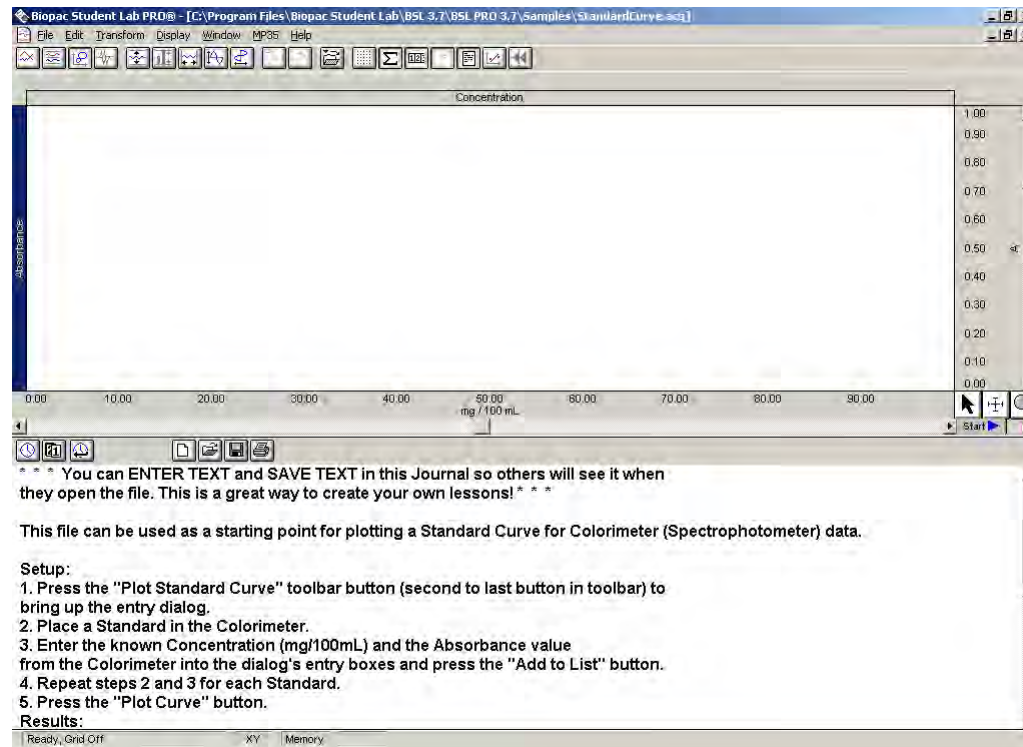 Biopac Student Lab PRO® - [C:\Program Files\Biopac Student Lab\BSL 3.7\BSL PRO 3.7\Samples\StandardCurve.acq]
File Edit Transform Display Window MP35 Help
Concentration
Absorbance
1.00
0.90
0.80
0.70
0.60
0.50
A
0.40
0.30
0.20
0.10
0.00
0.00 10.00 20.00 30.00 40.00 50.00 60.00 70.00 80.00 90.00
mg / 100 mL
Start
* * * You can ENTER TEXT and SAVE TEXT in this Journal so others will see it when
they open the file. This is a great way to create your own lessons! * * *
This file can be used as a starting point for plotting a Standard Curve for Colorimeter (Spectrophotometer) data.
Setup:
1. Press the "Plot Standard Curve" toolbar button (second to last button in toolbar) to
bring up the entry dialog.
2. Place a Standard in the Colorimeter.
3. Enter the known Concentration (mg/100mL) and the Absorbance value
from the Colorimeter into the dialog's entry boxes and press the "Add to List" button.
4. Repeat steps 2 and 3 for each Standard.
5. Press the "Plot Curve" button.
Results:
Ready, Grid Off XY Memory